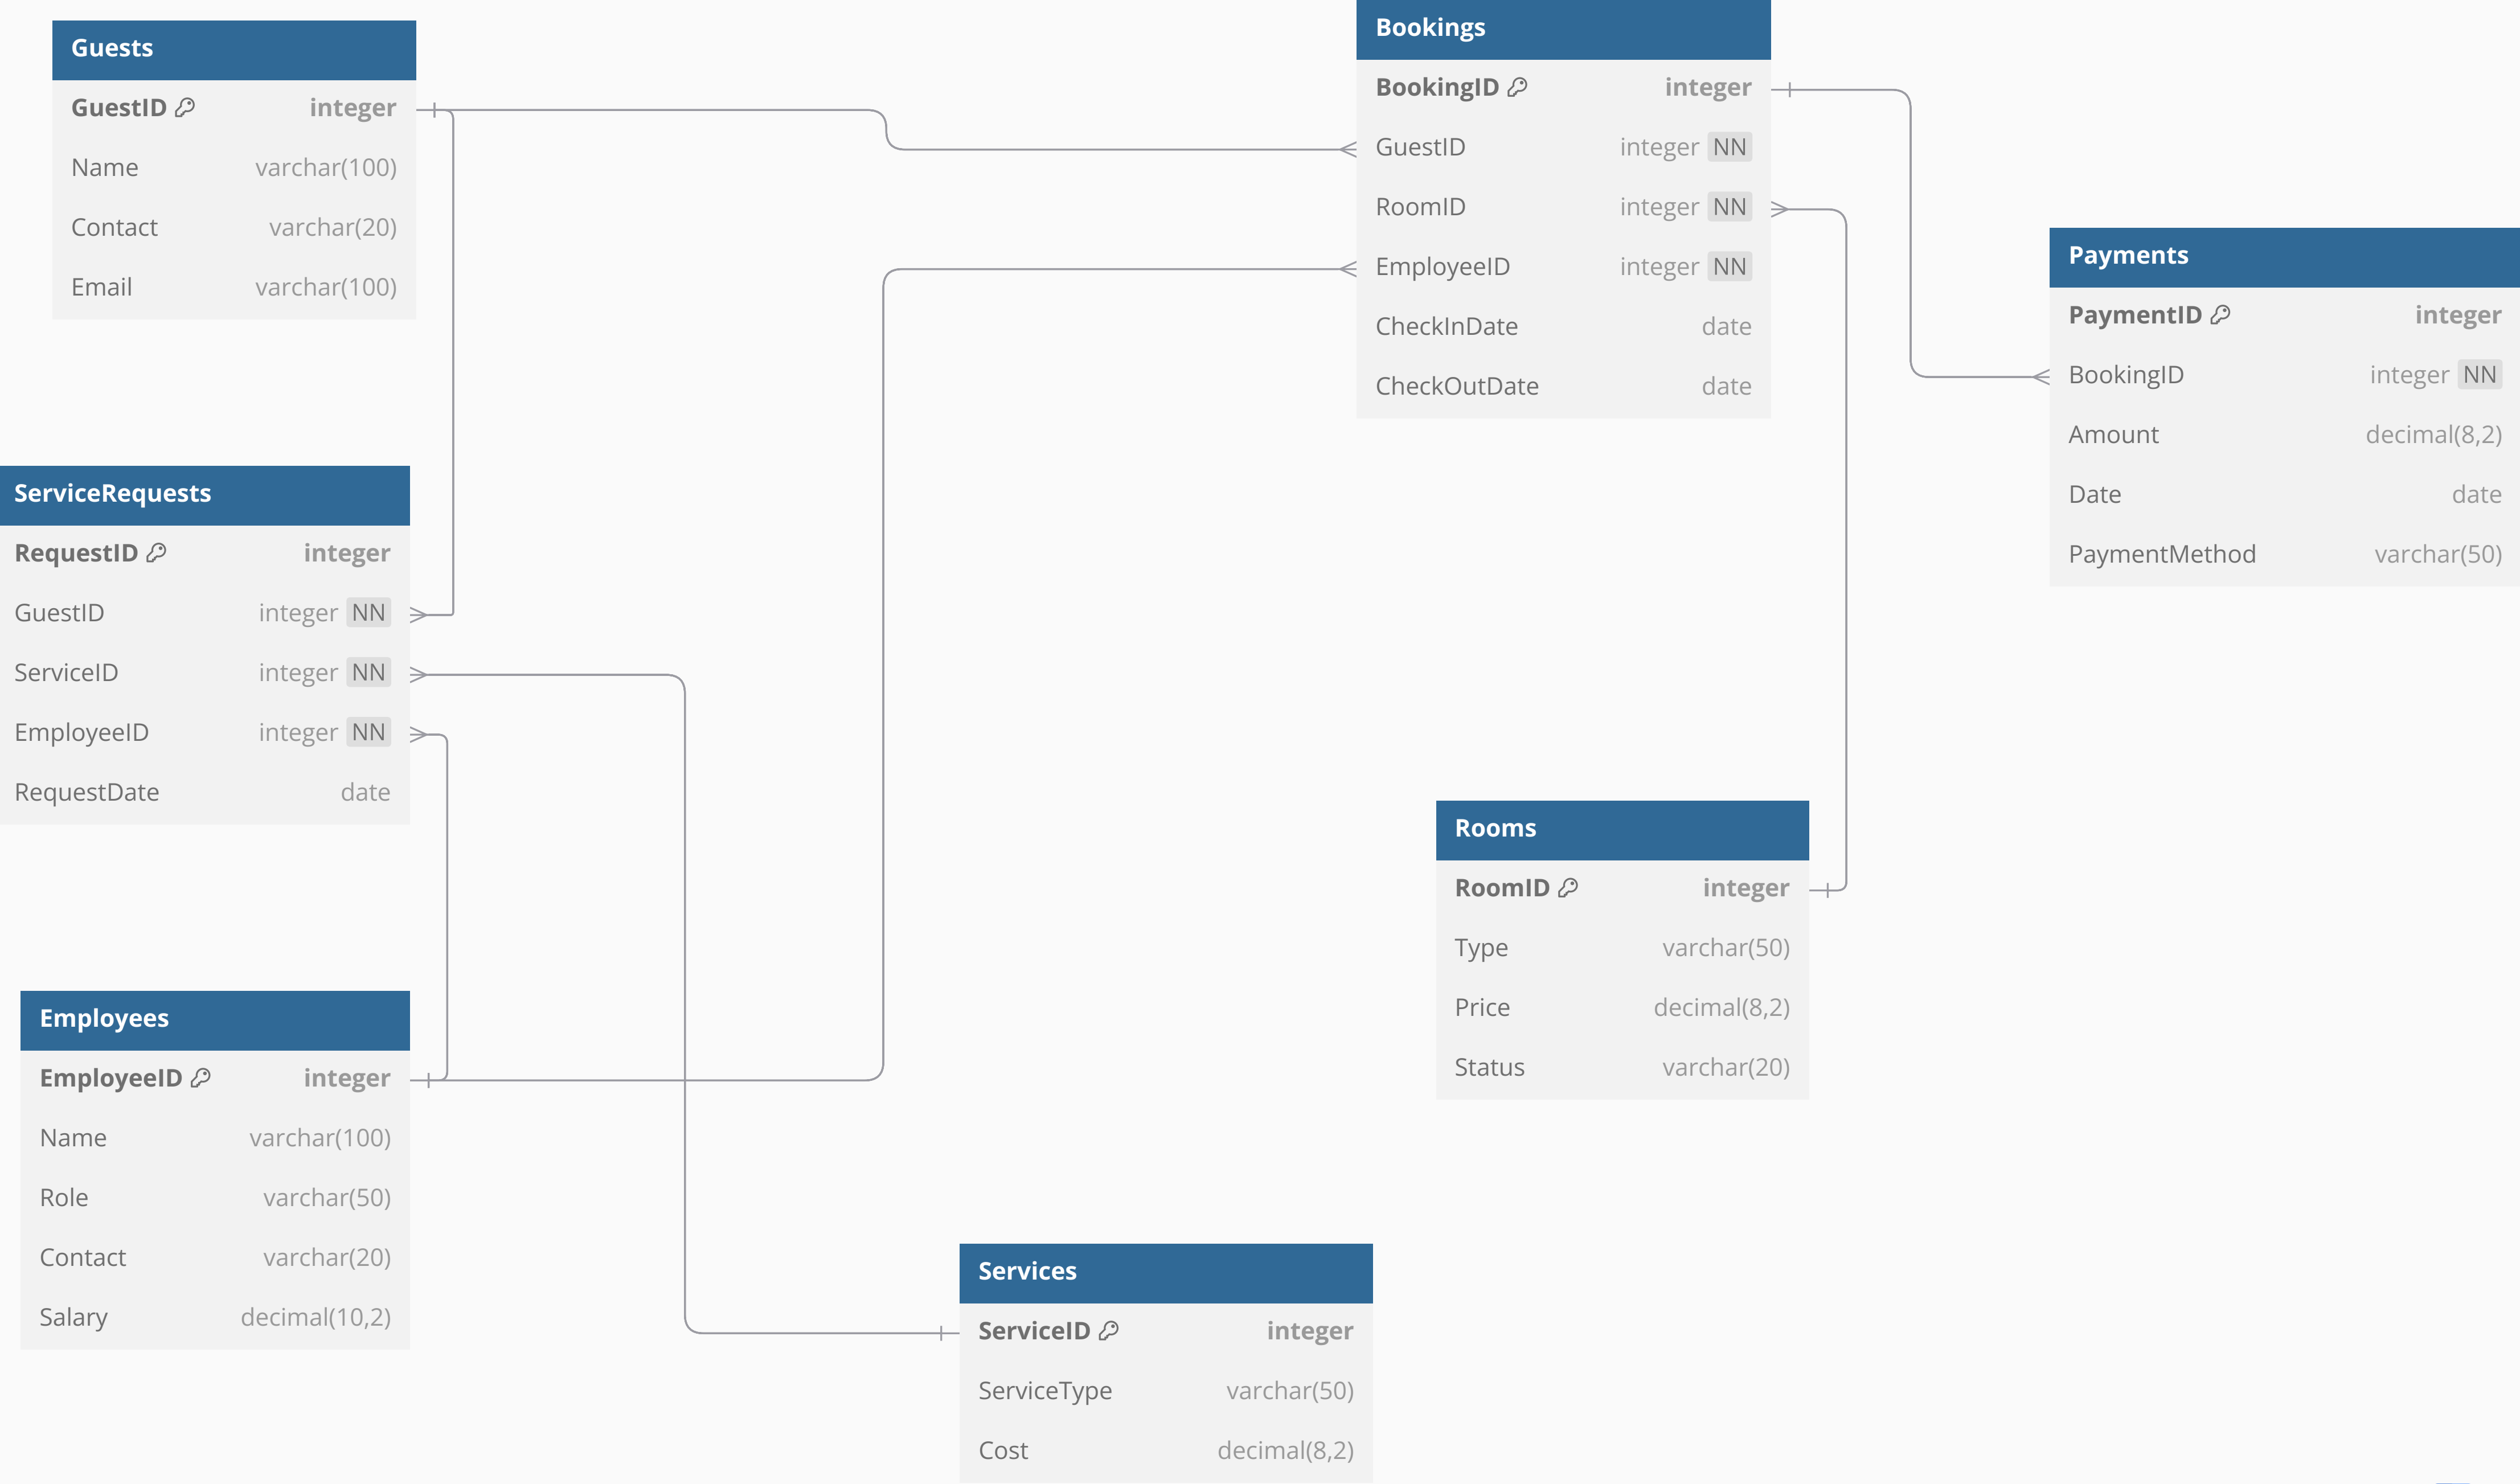 Guests
GuestID integer
Name varchar(100)
Contact varchar(20)
Email varchar(100)
Bookings
BookingID integer
GuestID integer NN
RoomID integer NN
EmployeeID integer NN
CheckInDate date
CheckOutDate date
Payments
PaymentID integer
BookingID integer NN
Amount decimal(8,2)
Date date
PaymentMethod varchar(50)
ServiceRequests
RequestID integer
GuestID integer NN
ServiceID integer NN
EmployeeID integer NN
RequestDate date
Rooms
RoomID integer
Type varchar(50)
Price decimal(8,2)
Status varchar(20)
Employees
EmployeeID integer
Name varchar(100)
Role varchar(50)
Contact varchar(20)
Salary decimal(10,2)
Services
ServiceID integer
ServiceType varchar(50)
Cost decimal(8,2)